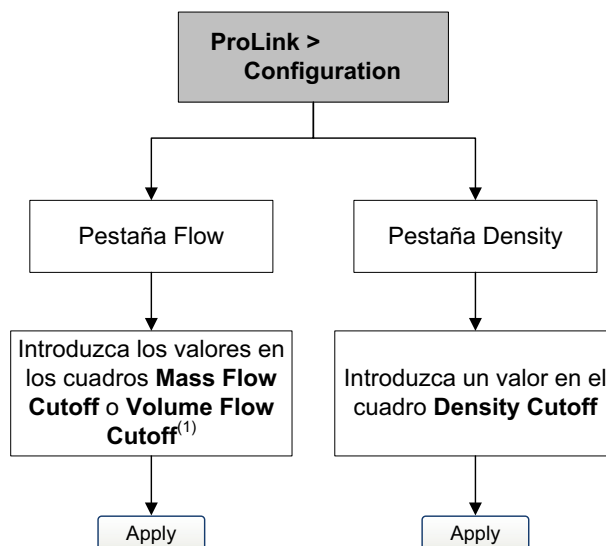 ProLink >
Configuration
Pestaña Flow
Pestaña Density
Introduzca los valores en
los cuadros Mass Flow
Cutoff o Volume Flow
Cutoff(1)
Introduzca un valor en el
cuadro Density Cutoff
Apply
Apply